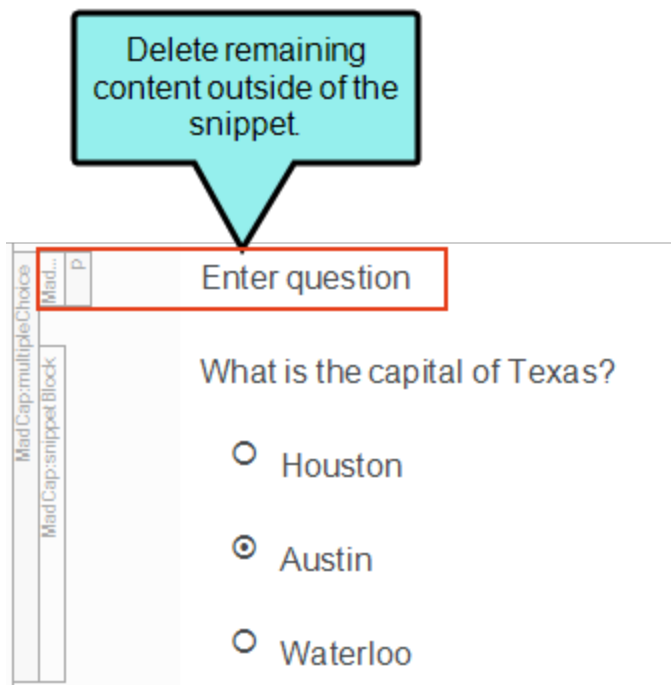 Delete remaining
content outside of the
snippet.
MadCap:multipleChoice
Mad...
p
Enter question
MadCap:snippetBlock
What is the capital of Texas?
Houston
Austin
Waterloo